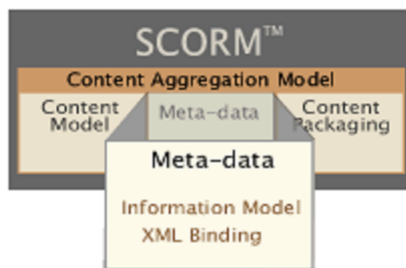 SCORM™
Content Aggregation Model
Content Model
Meta-data
Content Packaging
Meta-data
Information Model
XML Binding